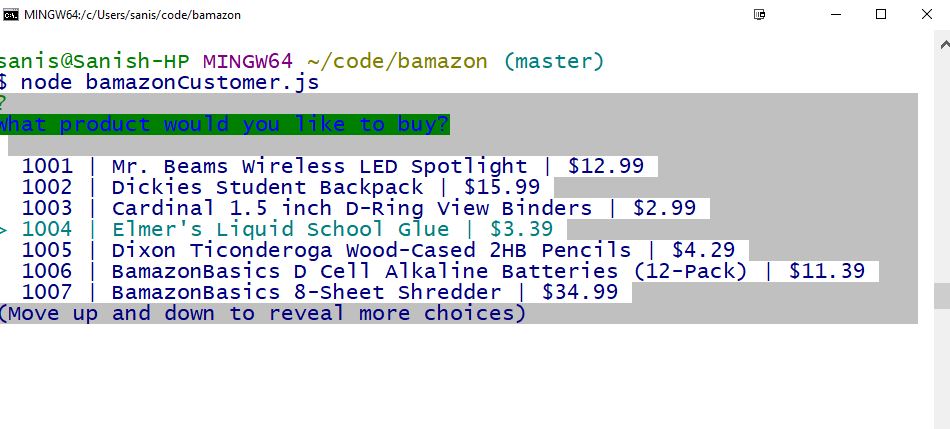 MINGW64:/c/Users/sanis/code/bamazon
sanis@Sanish-HP MINGW64 ~/code/bamazon (master)
$ node bamazonCustomer.js
?
What product would you like to buy?
1001 | Mr. Beams Wireless LED Spotlight | $12.99
1002 | Dickies Student Backpack | $15.99
1003 | Cardinal 1.5 inch D-Ring View Binders | $2.99
> 1004 | Elmer's Liquid School Glue | $3.39
1005 | Dixon Ticonderoga Wood-Cased 2HB Pencils | $4.29
1006 | BamazonBasics D Cell Alkaline Batteries (12-Pack) | $11.39
1007 | BamazonBasics 8-Sheet Shredder | $34.99
(Move up and down to reveal more choices)